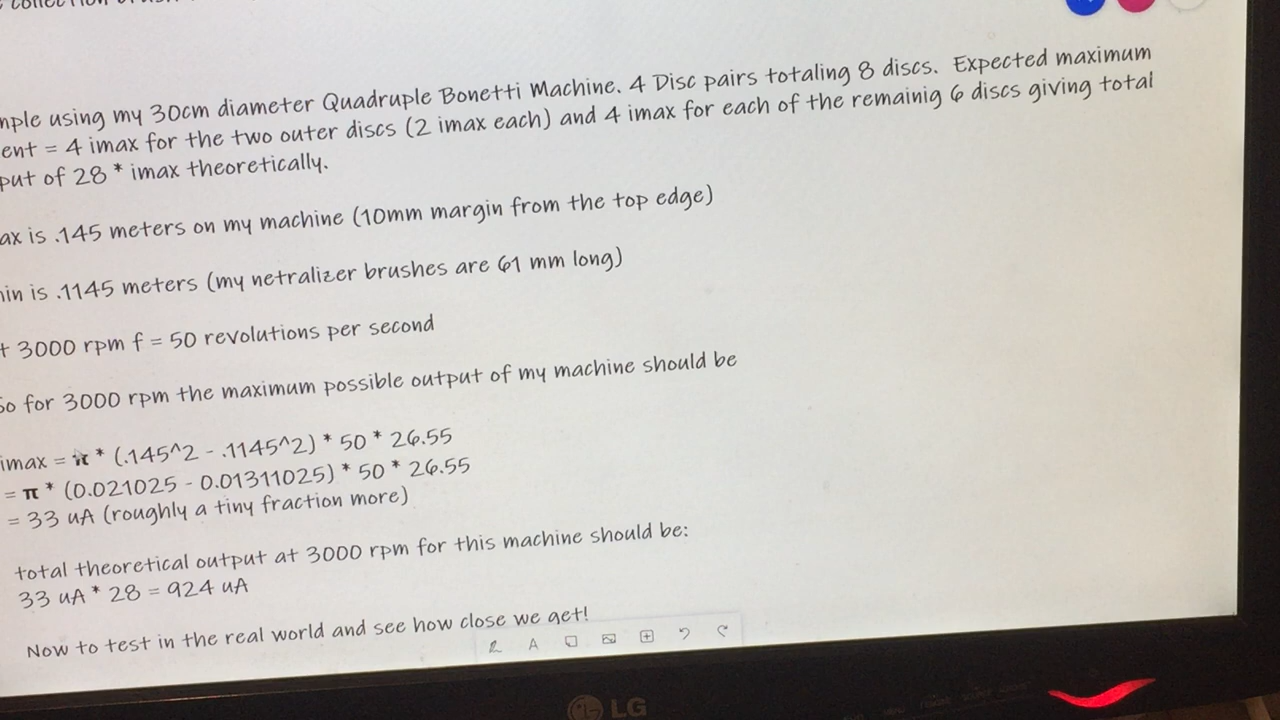 mple using my 30cm diameter Quadruple Bonetti Machine. 4 Disc pairs totaling 8 discs. Expected maximum
ent = 4 imax for the two outer discs (2 imax each) and 4 imax for each of the remainig 6 discs giving total
put of 28 * imax theoretically.
ax is .145 meters on my machine (10mm margin from the top edge)
in is .1145 meters (my netralizer brushes are 61 mm long)
t 3000 rpm f = 50 revolutions per second
So for 3000 rpm the maximum possible output of my machine should be
imax = π * (.145^2 - .1145^2) * 50 * 26.55
= π * (0.021025 - 0.01311025) * 50 * 26.55
= 33 uA (roughly a tiny fraction more)
total theoretical output at 3000 rpm for this machine should be:
33 uA * 28 = 924 uA
Now to test in the real world and see how close we get!
A
LG